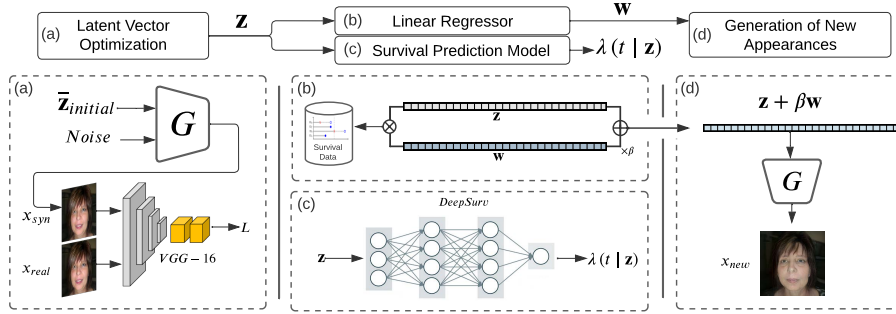 (a) Latent Vector
Optimization
z
(b) Linear Regressor
w
(c) Survival Prediction Model
λ (t | z)
(d) Generation of New
Appearances
(a)
z̅initial
Noise
G
xsyn
xreal
VGG − 16
L
(b)
Survival
Data
z
w
×β
(c)
DeepSurv
z
λ (t | z)
(d)
z + βw
G
xnew